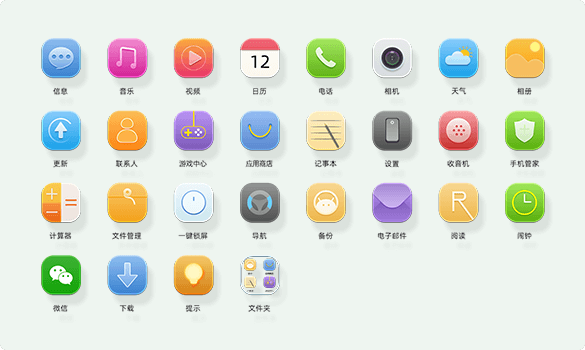 信息 音乐 视频 12 日历 电话 相机 天气 相册
更新 联系人 游戏中心 应用商店 记事本 设置 收音机 手机管家
计算器 文件管理 一键锁屏 导航 备份 电子邮件 R 阅读 闹钟
微信 下载 提示 文件夹